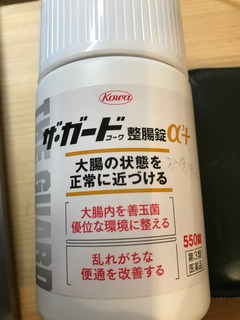 Kowa
ザ・ガード コーワ 整腸錠 α³+
大腸の状態を
正常に近づける
大腸内を善玉菌
優位な環境に整える
乱れがちな
便通を改善する
550錠
第3類
医薬品
THE GUARD